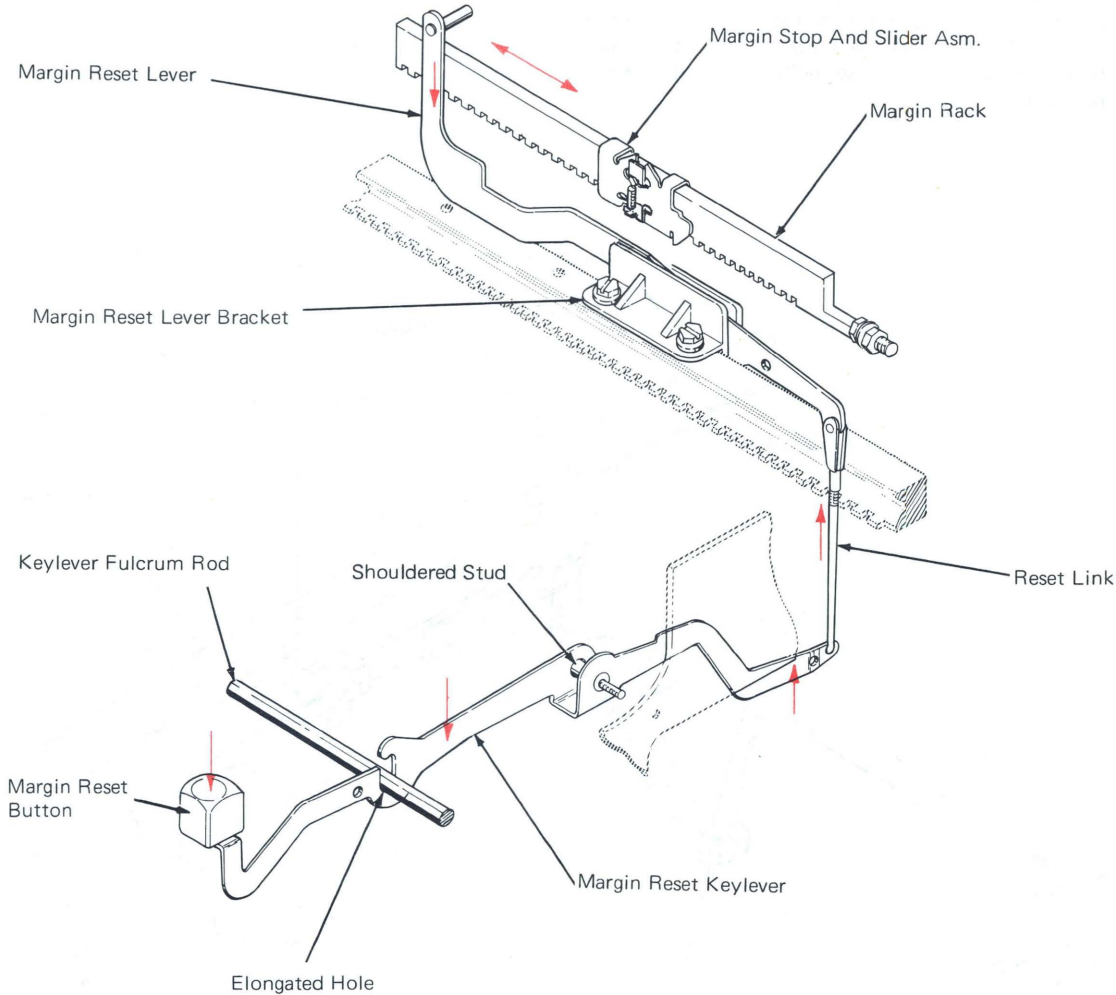 Margin Stop And Slider Asm.
Margin Reset Lever
Margin Rack
Margin Reset Lever Bracket
Keylever Fulcrum Rod
Shouldered Stud
Reset Link
Margin Reset
Button
Margin Reset Keylever
Elongated Hole